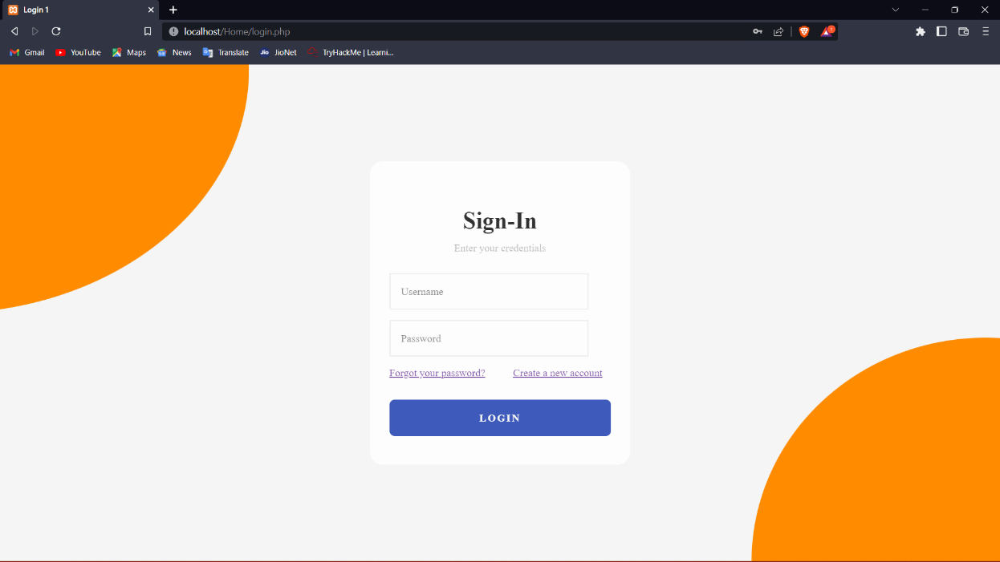 Login 1
localhost/Home/login.php
Gmail YouTube Maps News Translate Jio JioNet TryHackMe | Learni...
Sign-In
Enter your credentials
Username
Password
Forgot your password? Create a new account
LOGIN